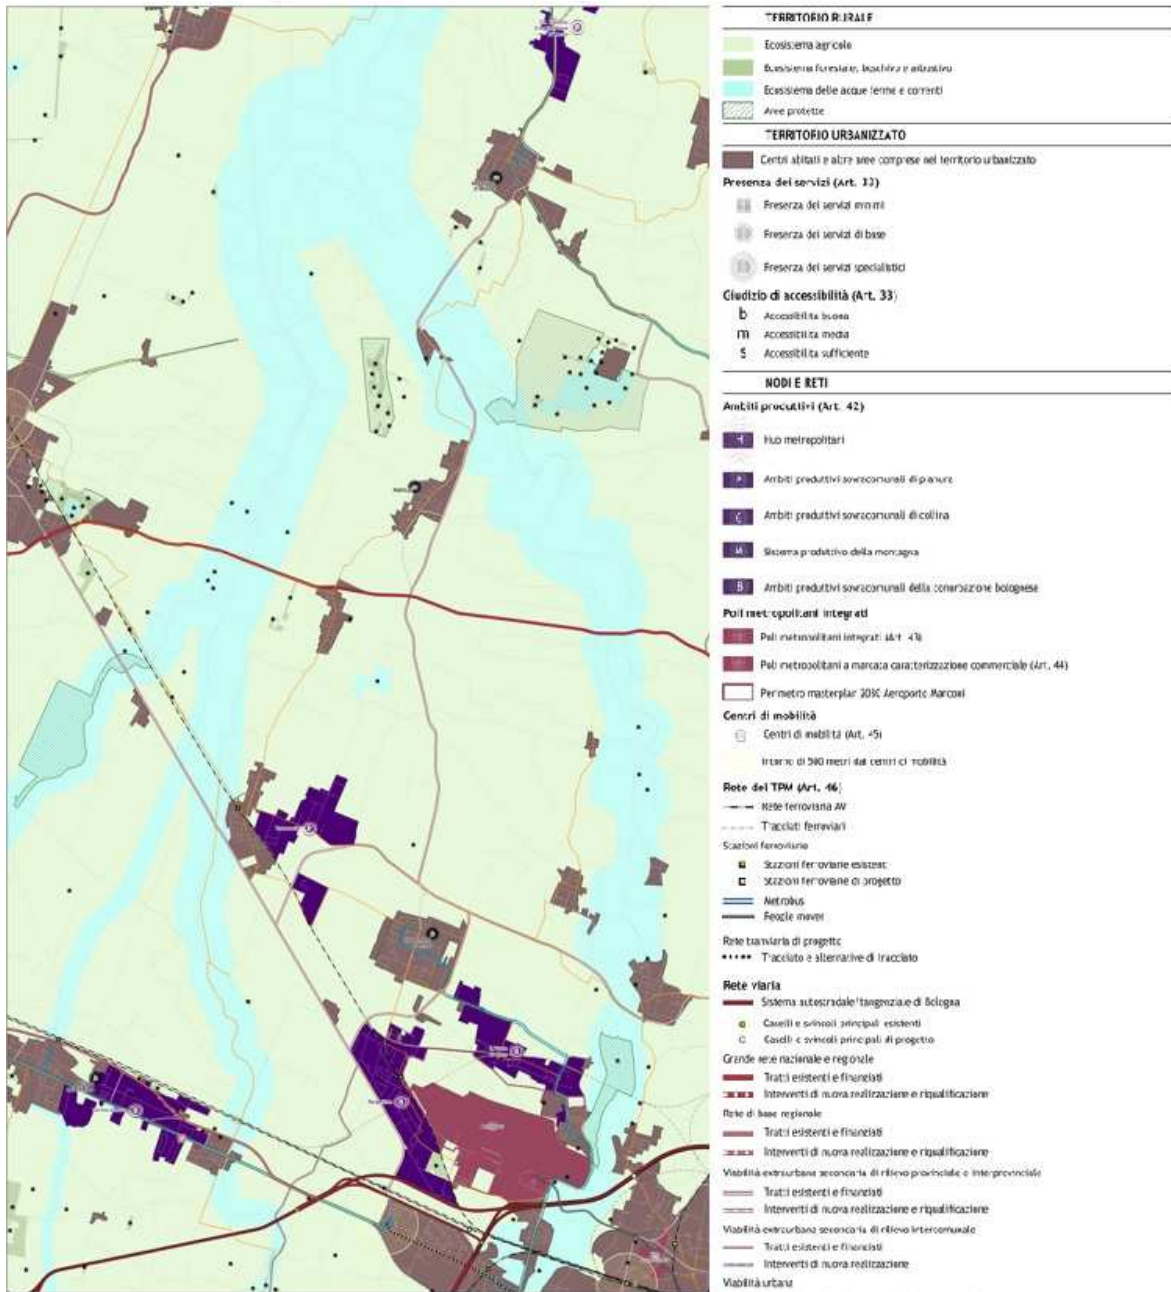 TERRITORIO RURALE
Ecosistema agricolo
Ecosistema forestale, boschivo e arbustivo
Ecosistema delle acque ferme e correnti
Aree protette
TERRITORIO URBANIZZATO
Centri abitati e altre aree comprese nel territorio urbanizzato
Presenza dei servizi (Art. 33)
Presenza dei servizi minimi
Presenza dei servizi di base
Presenza dei servizi specialistici
Giudizio di accessibilità (Art. 33)
b Accessibilita buona
m Accessibilita media
s Accessibilita sufficiente
NODI E RETI
Ambiti produttivi (Art. 42)
H Hub metropolitani
P Ambiti produttivi sovracomunali di pianura
C Ambiti produttivi sovracomunali di collina
M Sistema produttivo della montagna
B Ambiti produttivi sovracomunali della conurbazione bolognese
Poli metropolitani integrati
Poli metropolitani integrati (Art. 43)
Poli metropolitani a marcata caratterizzazione commerciale (Art. 44)
Perimetro masterplan 2030 Aeroporto Marconi
Centri di mobilità
Centri di mobilità (Art. 45)
Intorno di 500 metri dai centri di mobilità
Rete del TPM (Art. 46)
Rete ferroviaria AV
Tracciati ferroviari
Stazioni ferroviarie
Stazioni ferroviarie esistenti
Stazioni ferroviarie di progetto
Metrobus
People mover
Rete tranviaria di progetto
Tracciato e alternative di tracciato
Rete viaria
Sistema autostradale/tangenziale di Bologna
Caselli e svincoli principali esistenti
Caselli e svincoli principali di progetto
Grande rete nazionale e regionale
Tratti esistenti e finanziati
Interventi di nuova realizzazione e riqualificazione
Rete di base regionale
Tratti esistenti e finanziati
Interventi di nuova realizzazione e riqualificazione
Viabilità extraurbana secondaria di rilievo provinciale e interprovinciale
Tratti esistenti e finanziati
Interventi di nuova realizzazione e riqualificazione
Viabilità extraurbana secondaria di rilievo intercomunale
Tratti esistenti e finanziati
Interventi di nuova realizzazione
Viabilità urbana